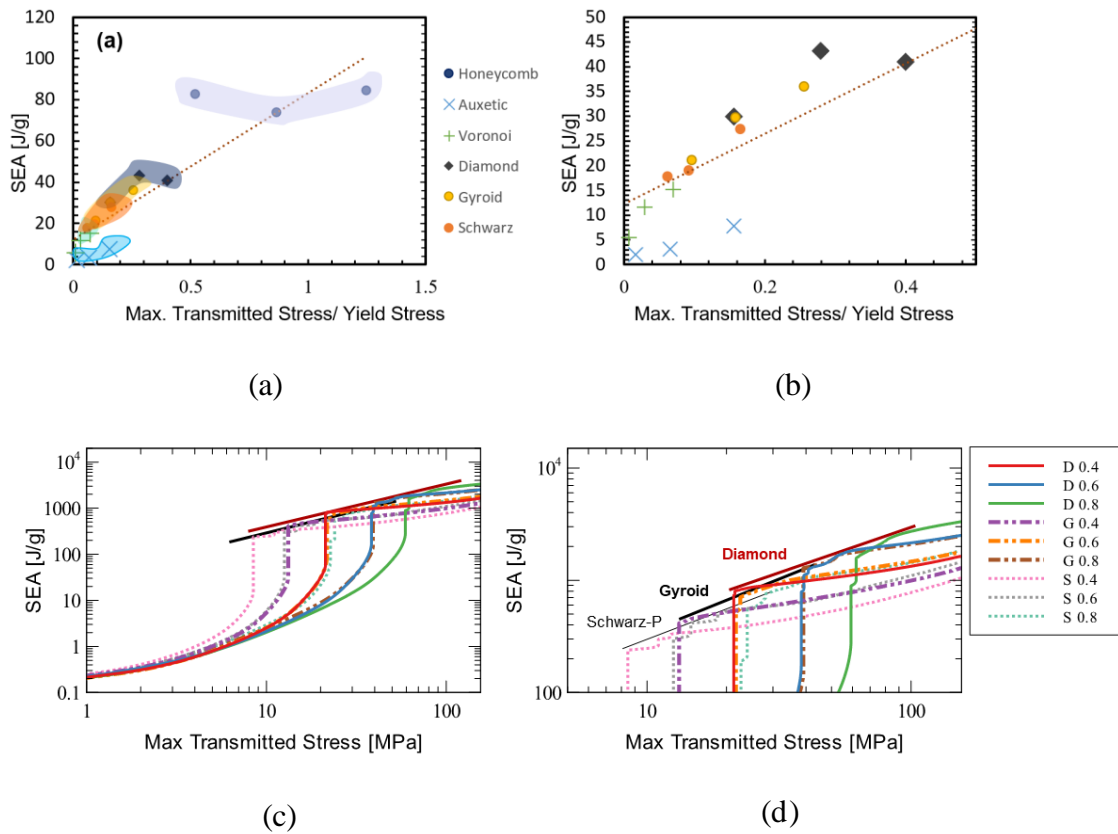 (a)
SEA [J/g]
120
100
80
60
40
20
0
0
0.5
1
1.5
Max. Transmitted Stress/ Yield Stress
Honeycomb
Auxetic
Voronoi
Diamond
Gyroid
Schwarz
(a)
SEA [J/g]
50
45
40
35
30
25
20
15
10
5
0
0
0.2
0.4
Max. Transmitted Stress/ Yield Stress
(b)
SEA [J/g]
10⁴
1000
100
10
1
0.1
1
10
100
Max Transmitted Stress [MPa]
(c)
SEA [J/g]
10⁴
100
10
100
Diamond
Gyroid
Schwarz-P
Max Transmitted Stress [MPa]
D 0.4
D 0.6
D 0.8
G 0.4
G 0.6
G 0.8
S 0.4
S 0.6
S 0.8
(d)